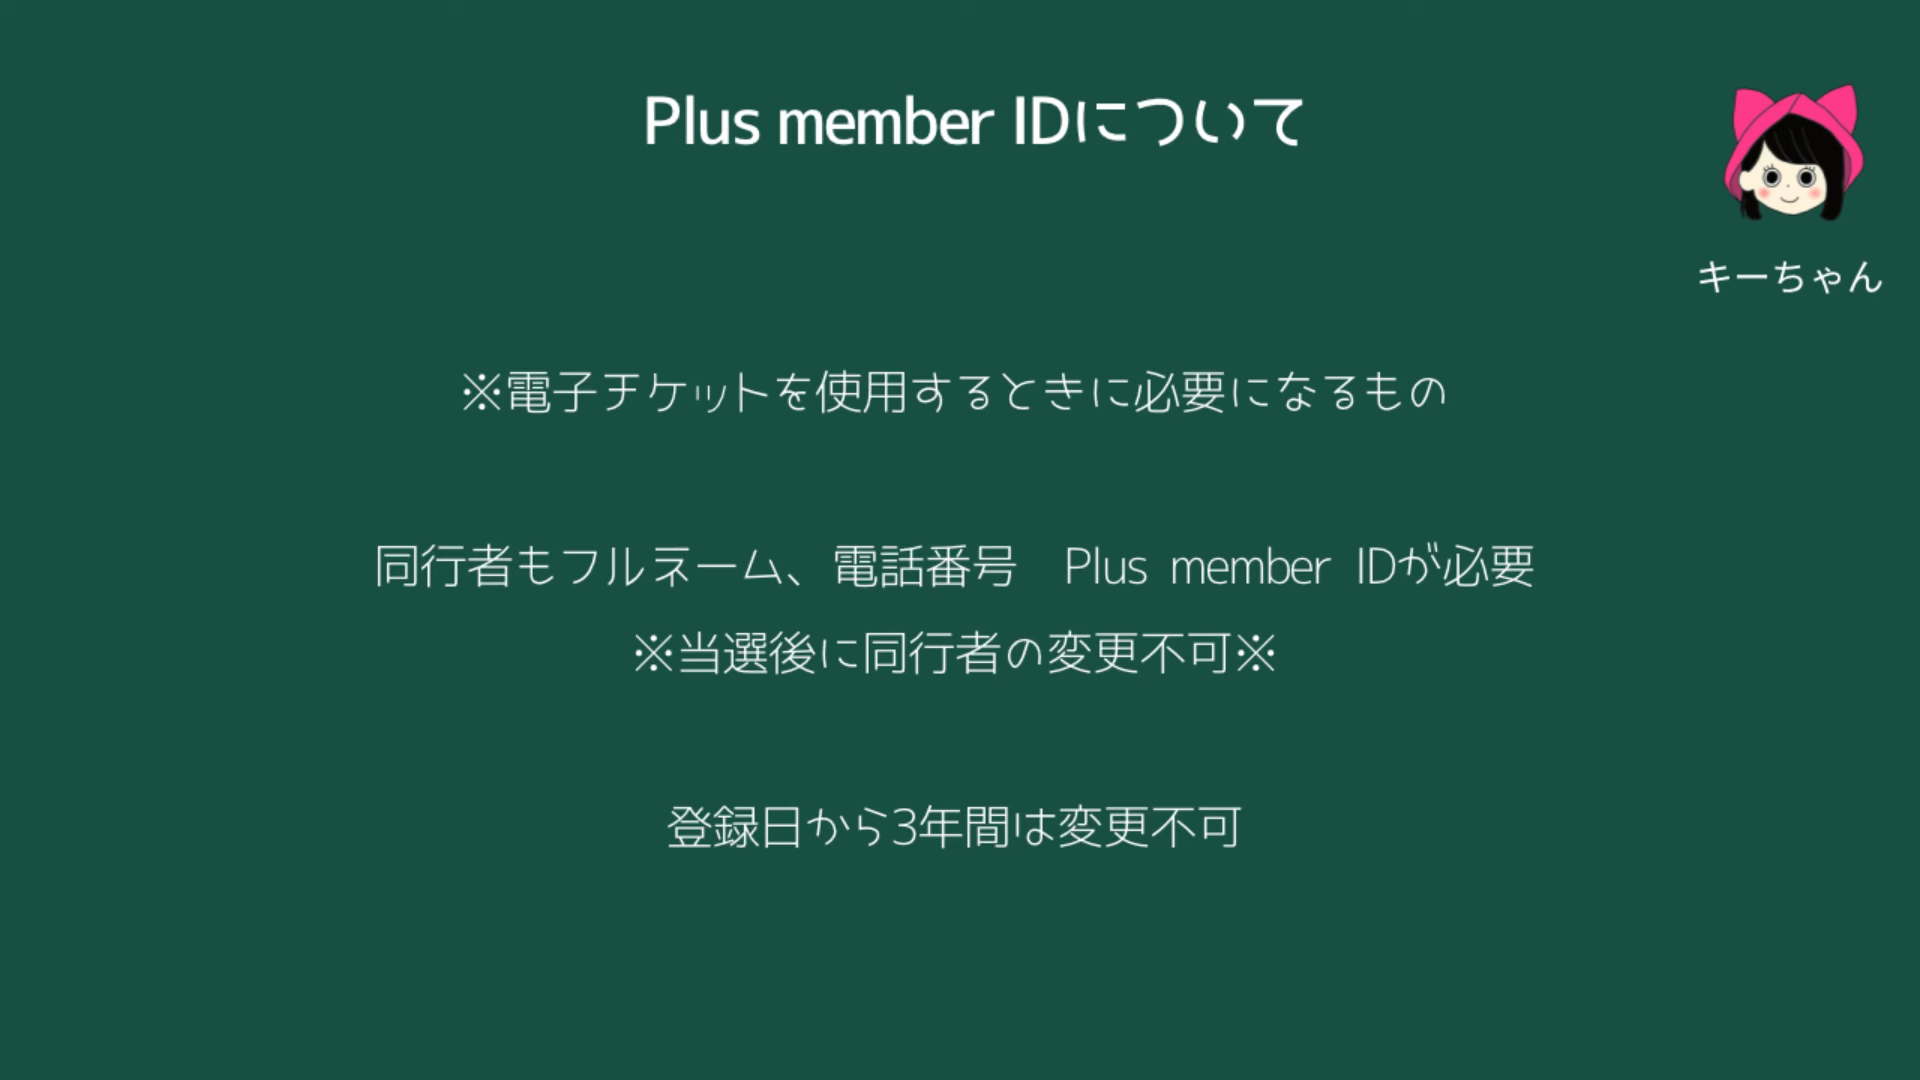 Plus member IDについて
キーちゃん
※電子チケットを使用するときに必要になるもの
同行者もフルネーム、電話番号　Plus member IDが必要
※当選後に同行者の変更不可※
登録日から3年間は変更不可